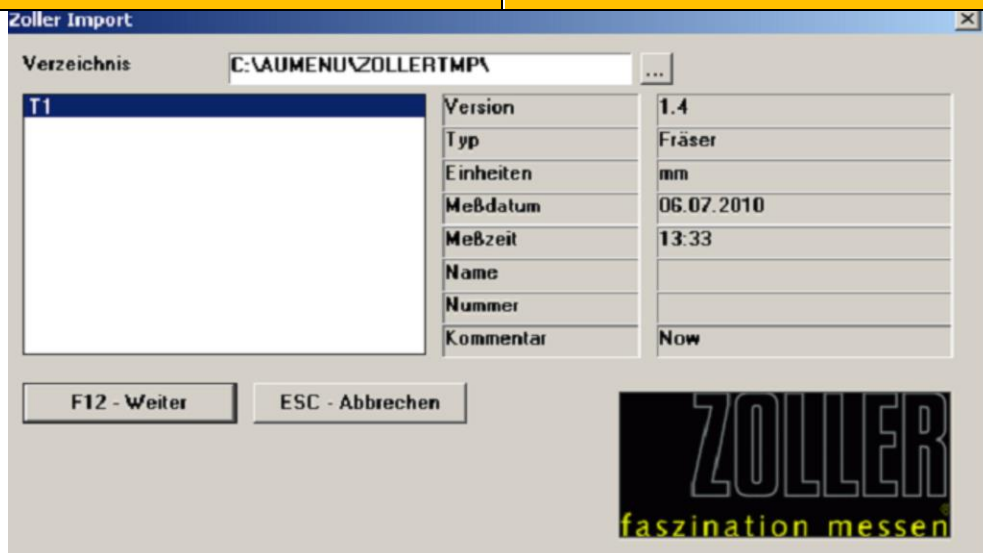 Zoller Import
Verzeichnis C:\AUMENU\ZOLLERTMP\ ...
T1
Version 1.4
Typ Fräser
Einheiten mm
Meßdatum 06.07.2010
Meßzeit 13:33
Name
Nummer
Kommentar Now
F12 - Weiter ESC - Abbrechen
ZOLLER
faszination messen®